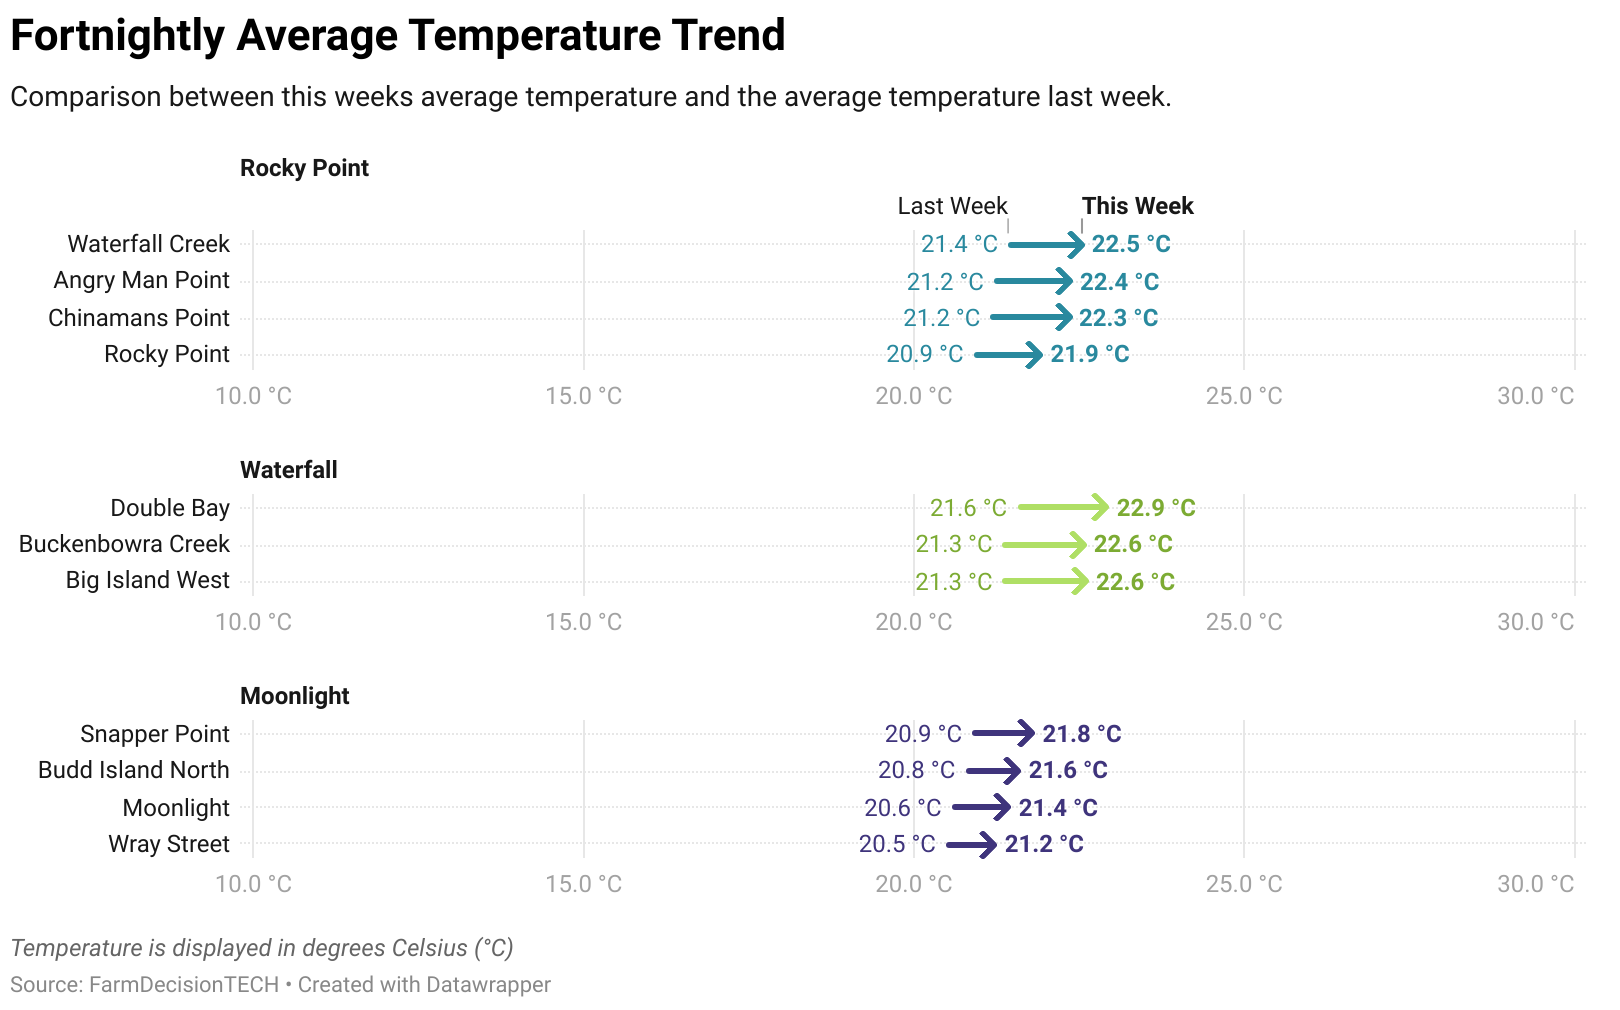 Fortnightly Average Temperature Trend
Comparison between this weeks average temperature and the average temperature last week.
Rocky Point
Last Week This Week
Waterfall Creek 21.4 °C 22.5 °C
Angry Man Point 21.2 °C 22.4 °C
Chinamans Point 21.2 °C 22.3 °C
Rocky Point 20.9 °C 21.9 °C
10.0 °C 15.0 °C 20.0 °C 25.0 °C 30.0 °C
Waterfall
Double Bay 21.6 °C 22.9 °C
Buckenbowra Creek 21.3 °C 22.6 °C
Big Island West 21.3 °C 22.6 °C
10.0 °C 15.0 °C 20.0 °C 25.0 °C 30.0 °C
Moonlight
Snapper Point 20.9 °C 21.8 °C
Budd Island North 20.8 °C 21.6 °C
Moonlight 20.6 °C 21.4 °C
Wray Street 20.5 °C 21.2 °C
10.0 °C 15.0 °C 20.0 °C 25.0 °C 30.0 °C
Temperature is displayed in degrees Celsius (°C)
Source: FarmDecisionTECH • Created with Datawrapper